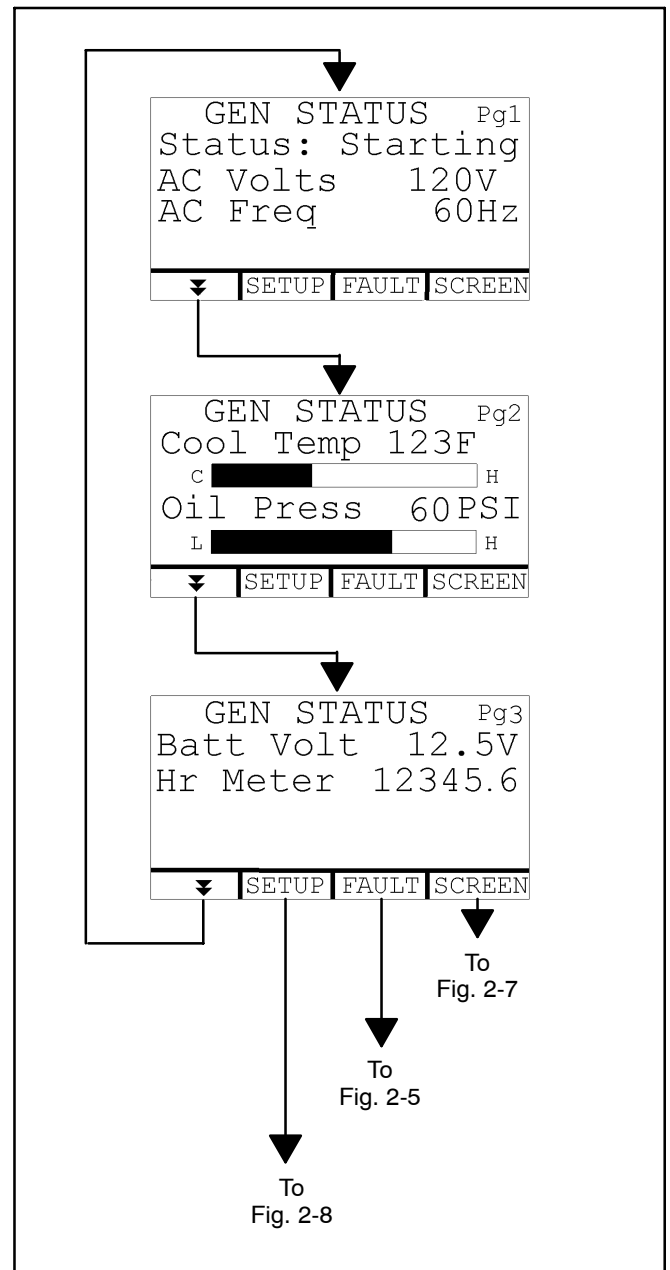 GEN STATUS Pg1
Status: Starting
AC Volts 120V
AC Freq 60Hz
SETUP FAULT SCREEN
GEN STATUS Pg2
Cool Temp 123F
C H
Oil Press 60PSI
L H
SETUP FAULT SCREEN
GEN STATUS Pg3
Batt Volt 12.5V
Hr Meter 12345.6
SETUP FAULT SCREEN
To
Fig. 2-7
To
Fig. 2-5
To
Fig. 2-8